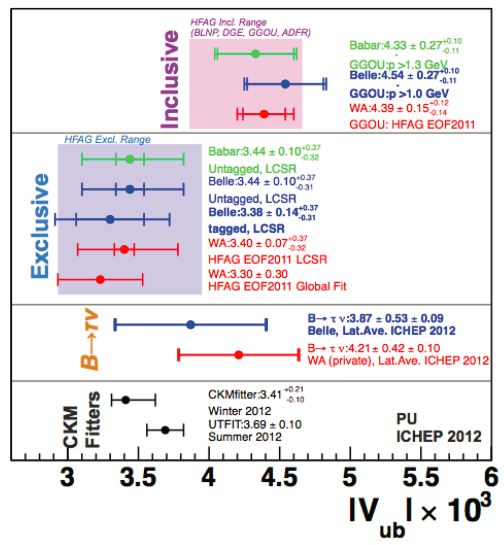 HFAG Incl. Range
(BLNP, DGE, GGOU, ADFR)
Inclusive
Babar:4.33 ± 0.27 +0.10 -0.11
GGOU:p* >1.3 GeV
Belle:4.54 ± 0.27 +0.10 -0.11
GGOU:p* >1.0 GeV
WA:4.39 ± 0.15 +0.12 -0.14
GGOU: HFAG EOF2011
HFAG Excl. Range
Exclusive
Babar:3.44 ± 0.10 +0.37 -0.32
Untagged, LCSR
Belle:3.44 ± 0.10 +0.37 -0.31
Untagged, LCSR
Belle:3.38 ± 0.14 +0.37 -0.31
tagged, LCSR
WA:3.40 ± 0.07 +0.37 -0.32
HFAG EOF2011 LCSR
WA:3.30 ± 0.30
HFAG EOF2011 Global Fit
B→τν
B→ τ ν:3.87 ± 0.53 ± 0.09
Belle, Lat.Ave. ICHEP 2012
B→ τ ν:4.21 ± 0.42 ± 0.10
WA (private), Lat.Ave. ICHEP 2012
CKM
Fitters
CKMfitter:3.41 +0.21 -0.10
Winter 2012
UTFIT:3.69 ± 0.10
Summer 2012
PU
ICHEP 2012
3 3.5 4 4.5 5 5.5 6
|Vub| × 10³